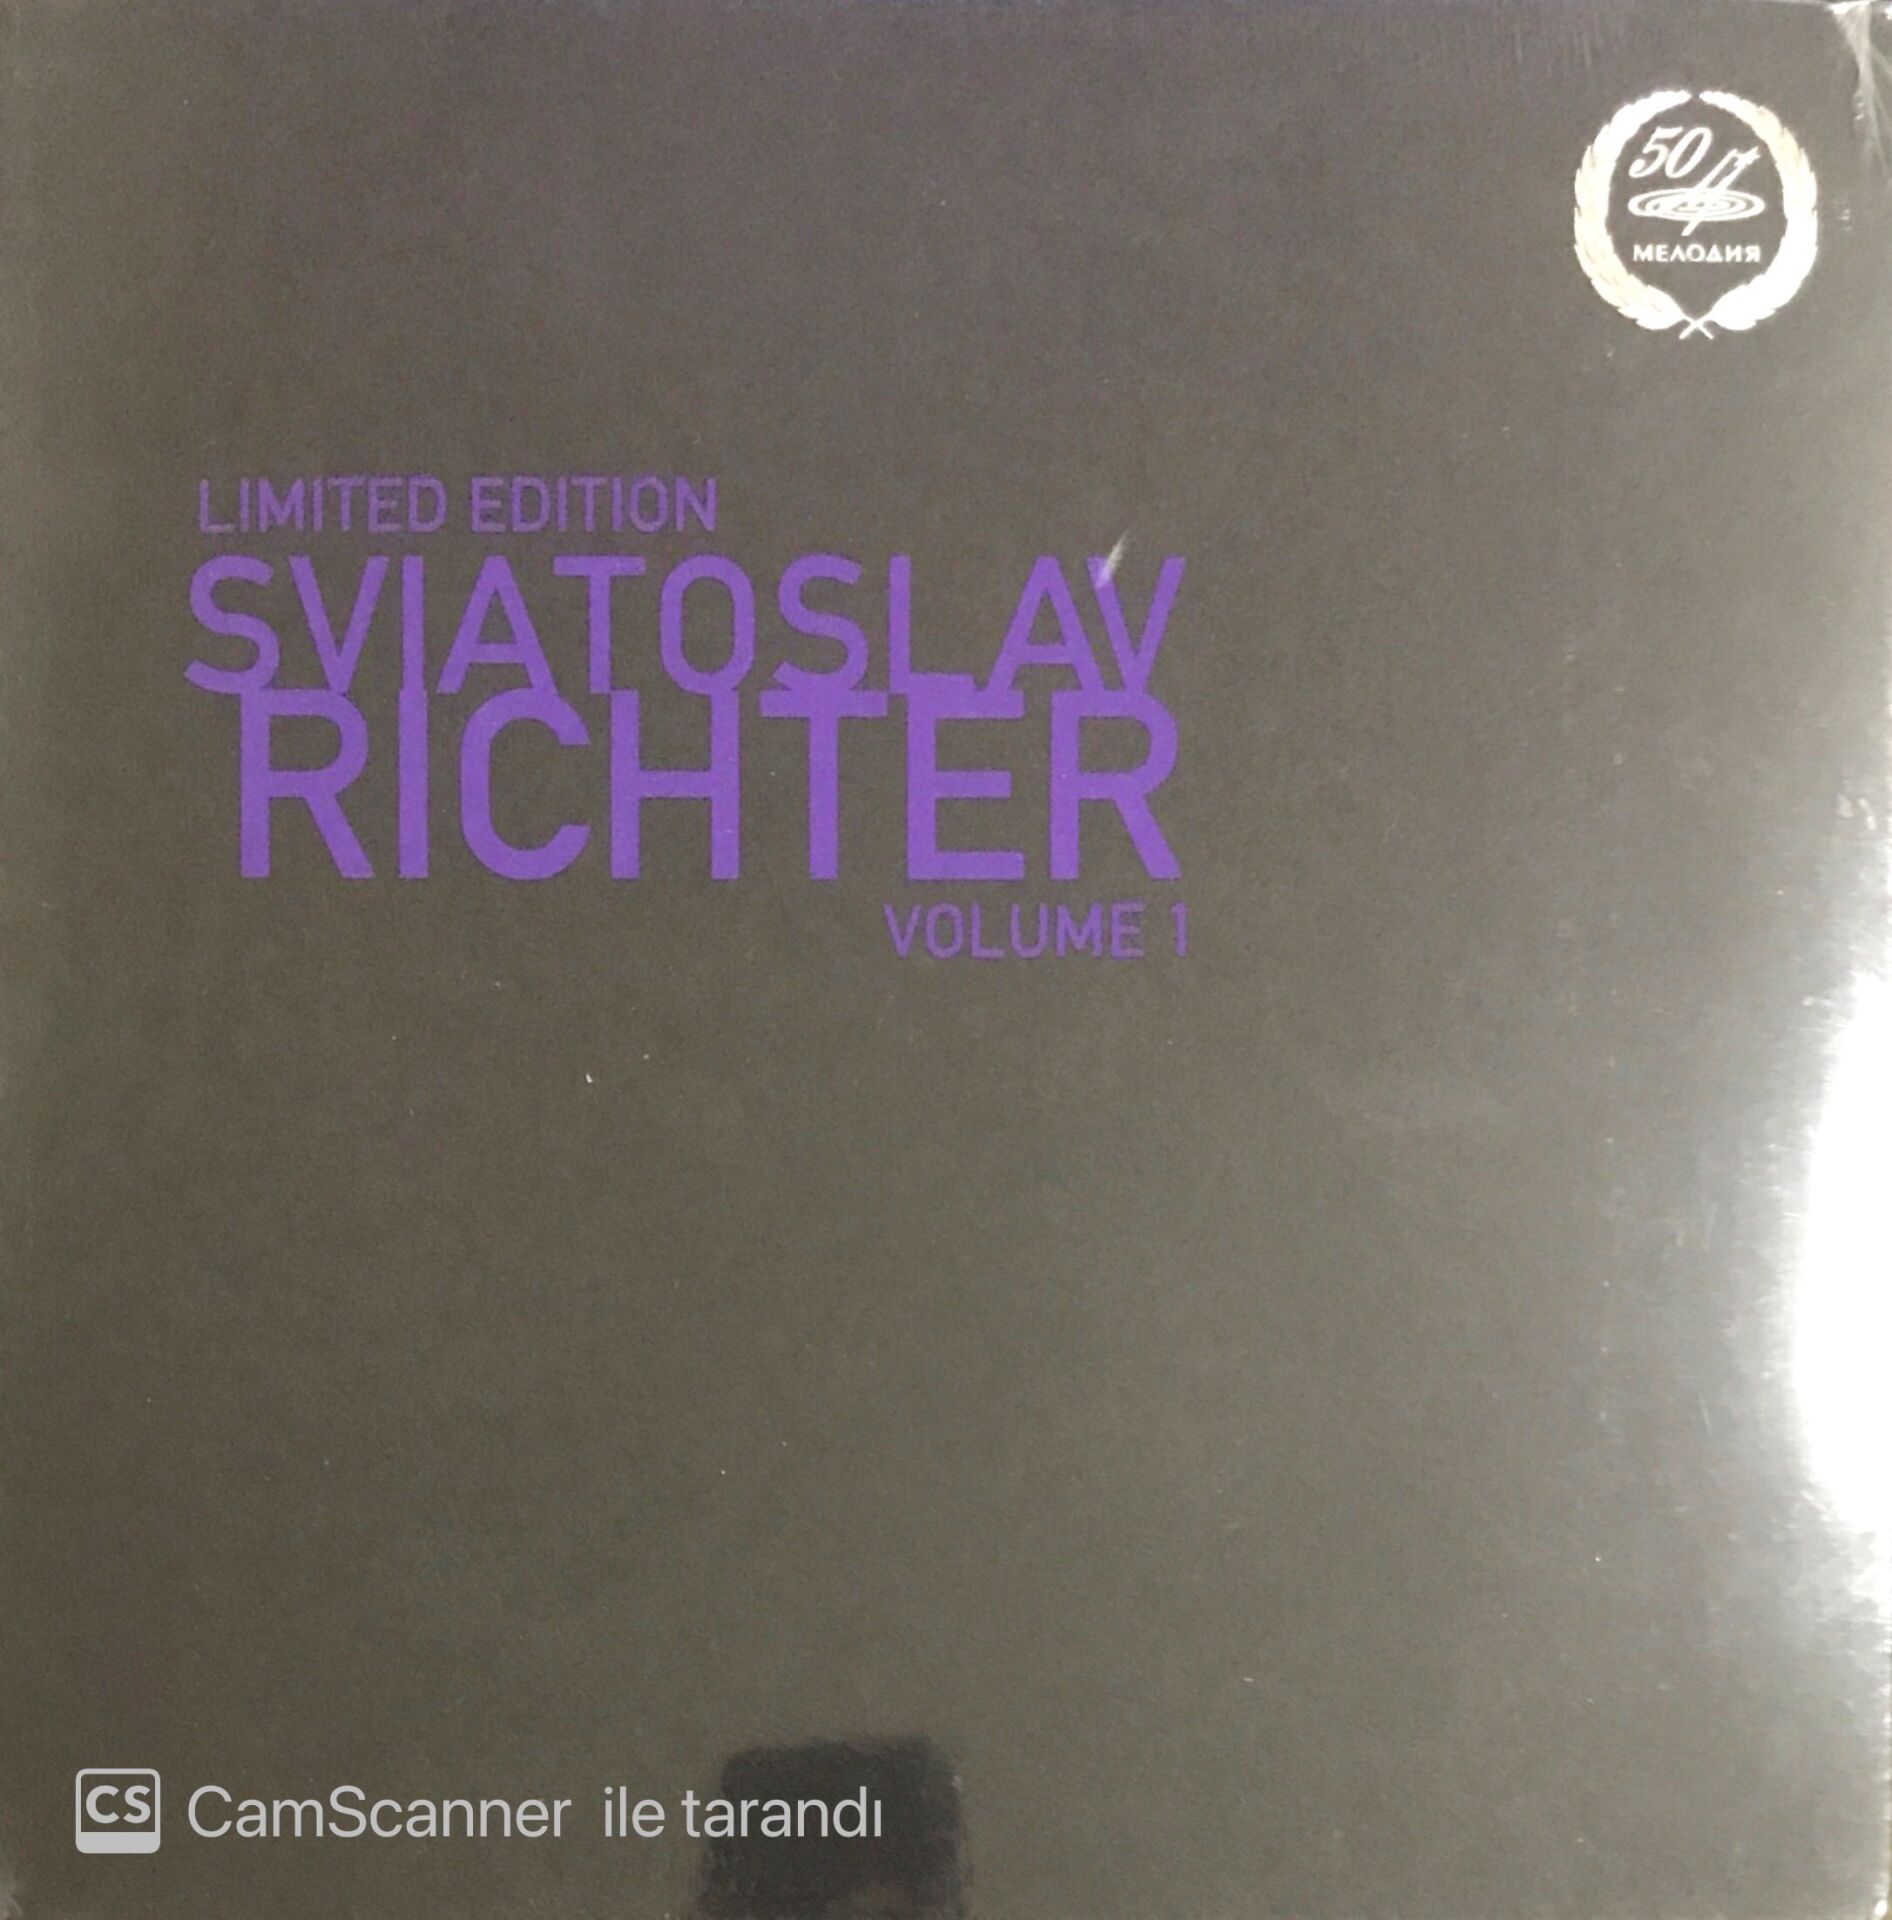 50
МЕЛОДИЯ
LIMITED EDITION
SVIATOSLAV
RICHTER
VOLUME 1
CS CamScanner ile tarandı